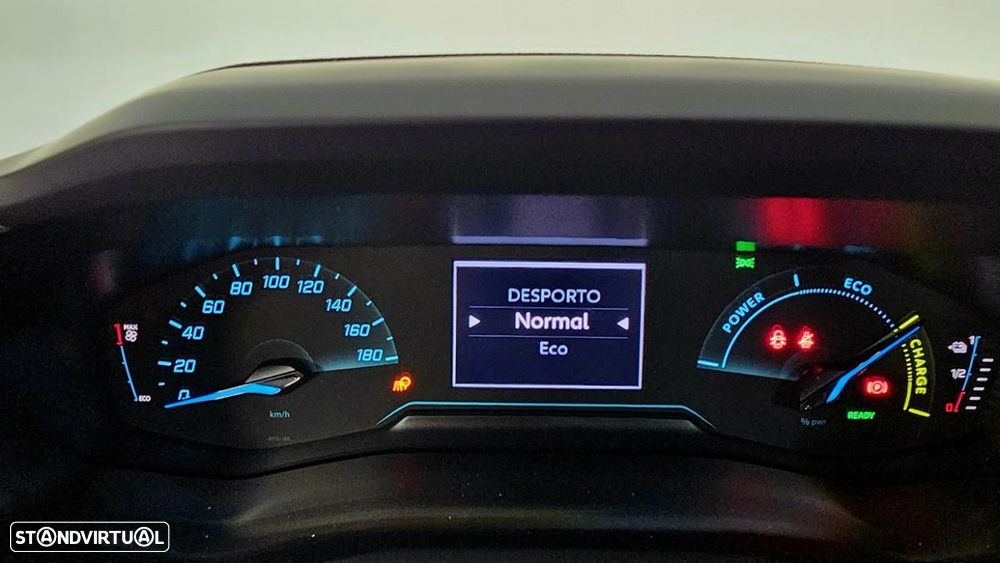 DESPORTO
Normal
Eco
0
20
40
60
80
100
120
140
160
180
km/h
MAX
ECO
POWER
ECO
CHARGE
% pwr
READY
1
1/2
0
STANDVIRTUAL